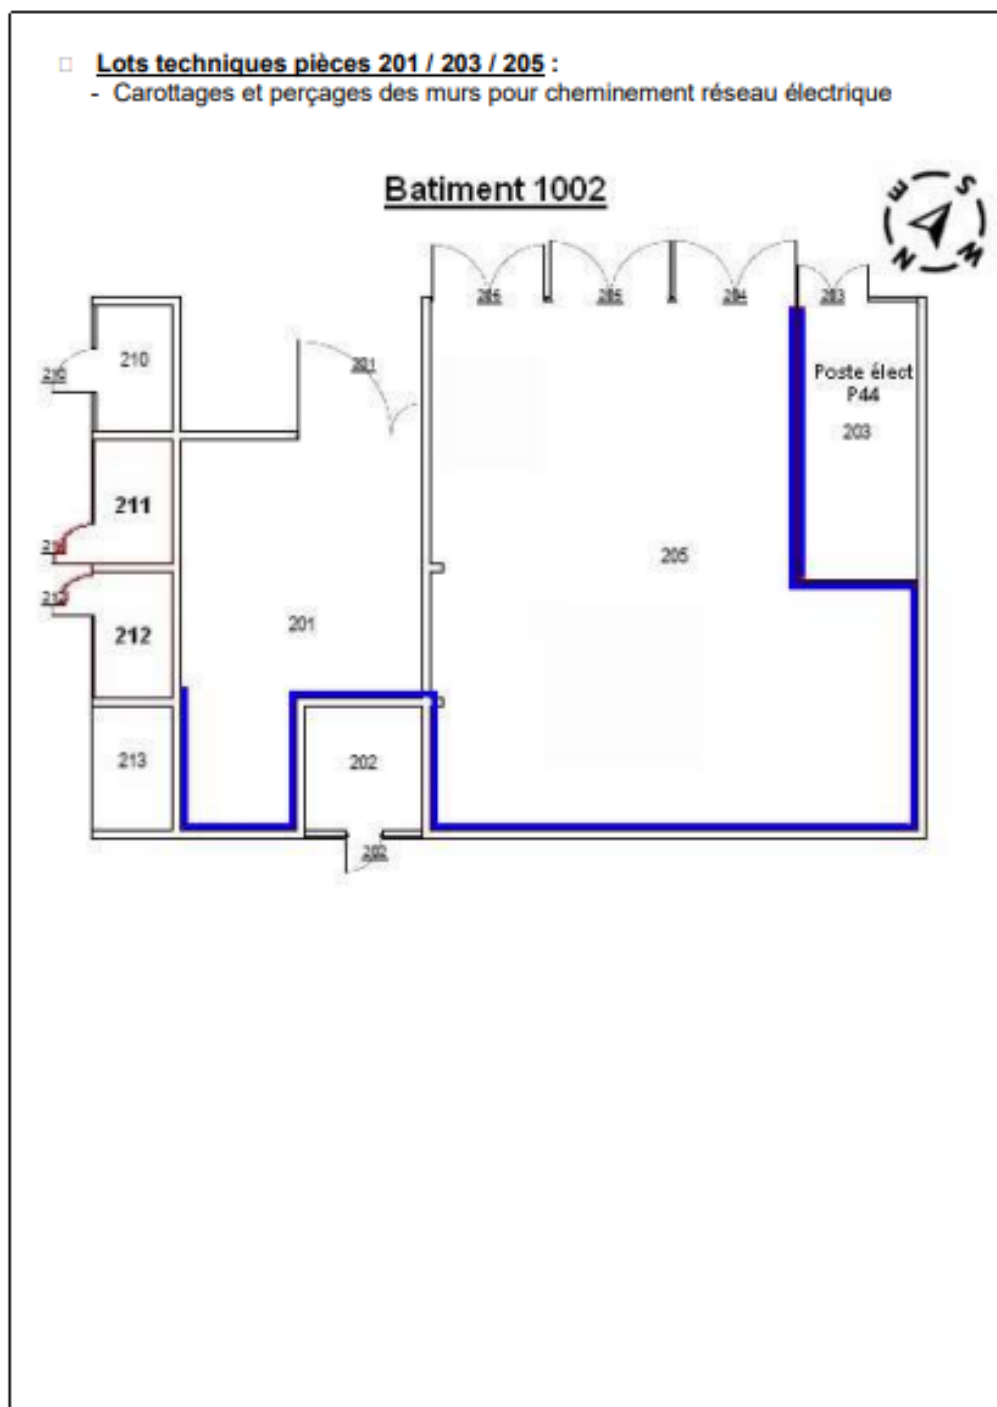 Lots techniques pièces 201 / 203 / 205 :
- Carottages et perçages des murs pour cheminement réseau électrique
Batiment 1002
E S
N W
206 205 204 203
210
201
210
Poste élect
P44
203
211
205
212
201
213
202
202